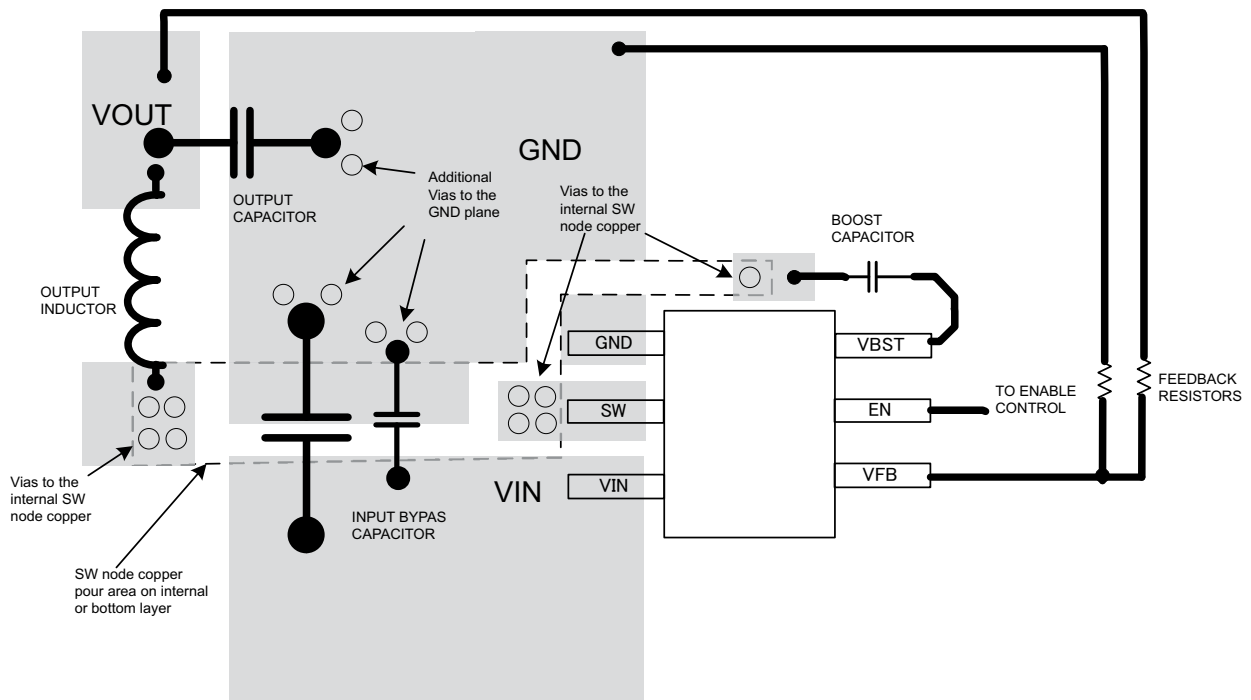 VOUT
GND
OUTPUT
CAPACITOR
Additional
Vias to the
GND plane
Vias to the
internal SW
node copper
BOOST
CAPACITOR
OUTPUT
INDUCTOR
GND
VBST
SW
EN
TO ENABLE
CONTROL
FEEDBACK
RESISTORS
VIN
VIN
VFB
Vias to the
internal SW
node copper
INPUT BYPAS
CAPACITOR
SW node copper
pour area on internal
or bottom layer